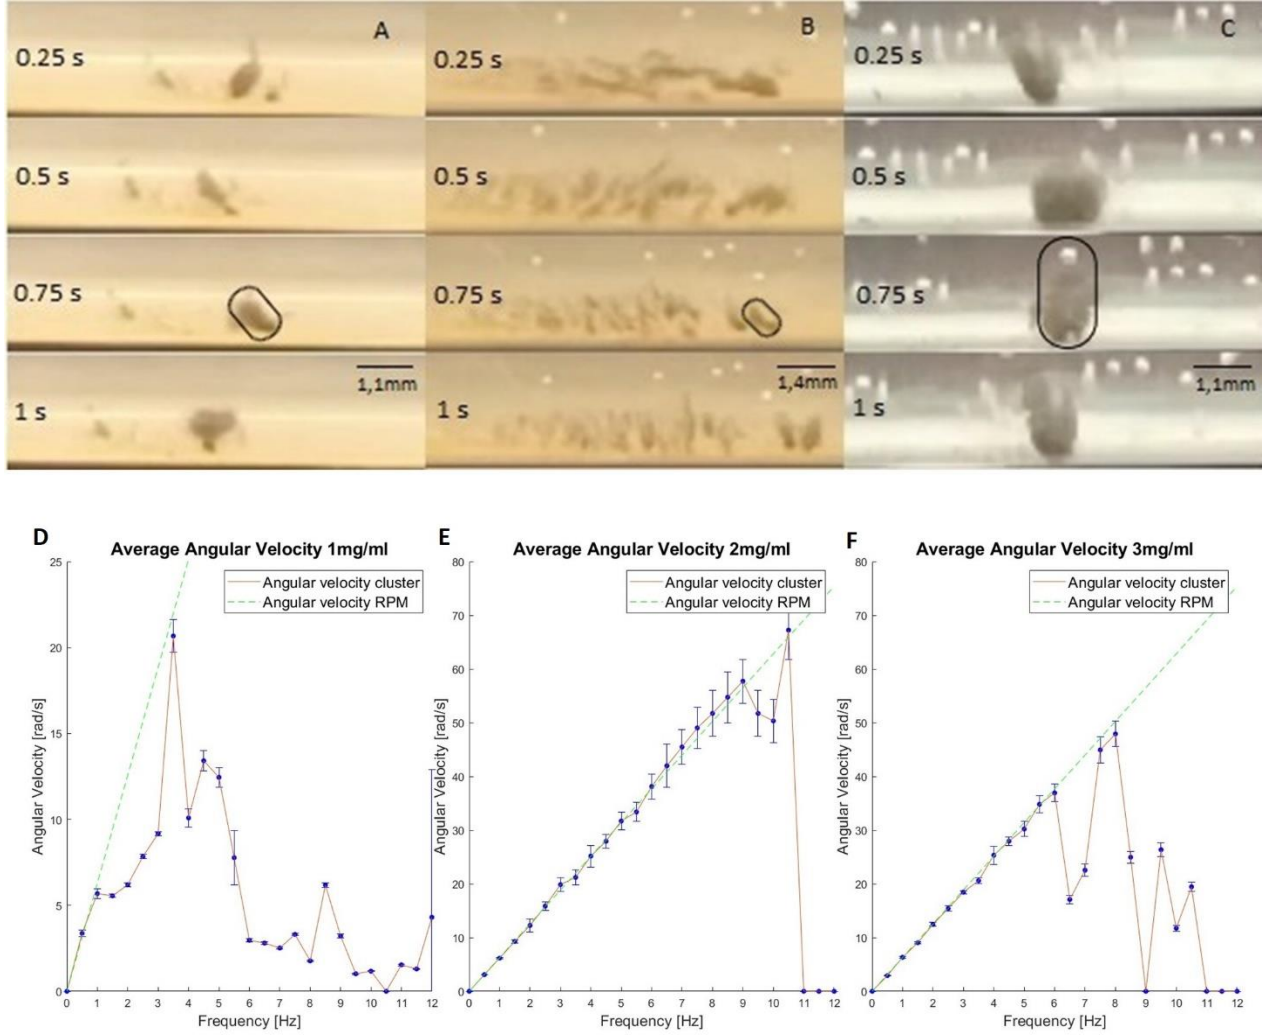 A
B
C
0.25 s
0.25 s
0.25 s
0.5 s
0.5 s
0.5 s
0.75 s
0.75 s
0.75 s
1,1mm
1,4mm
1,1mm
1 s
1 s
1 s
D
Average Angular Velocity 1mg/ml
Angular velocity cluster
Angular velocity RPM
25
20
15
10
5
0
Angular Velocity [rad/s]
0 1 2 3 4 5 6 7 8 9 10 11 12
Frequency [Hz]
E
Average Angular Velocity 2mg/ml
Angular velocity cluster
Angular velocity RPM
80
70
60
50
40
30
20
10
0
Angular Velocity [rad/s]
0 1 2 3 4 5 6 7 8 9 10 11 12
Frequency [Hz]
F
Average Angular Velocity 3mg/ml
Angular velocity cluster
Angular velocity RPM
80
70
60
50
40
30
20
10
0
Angular Velocity [rad/s]
0 1 2 3 4 5 6 7 8 9 10 11 12
Frequency [Hz]